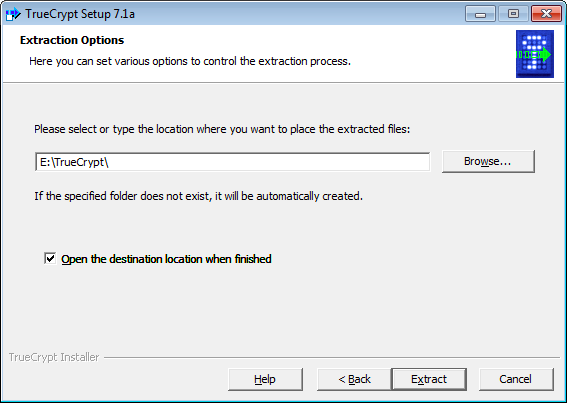 TrueCrypt Setup 7.1a
Extraction Options
Here you can set various options to control the extraction process.
Please select or type the location where you want to place the extracted files:
E:\TrueCrypt\
Browse...
If the specified folder does not exist, it will be automatically created.
Open the destination location when finished
TrueCrypt Installer
Help
< Back
Extract
Cancel